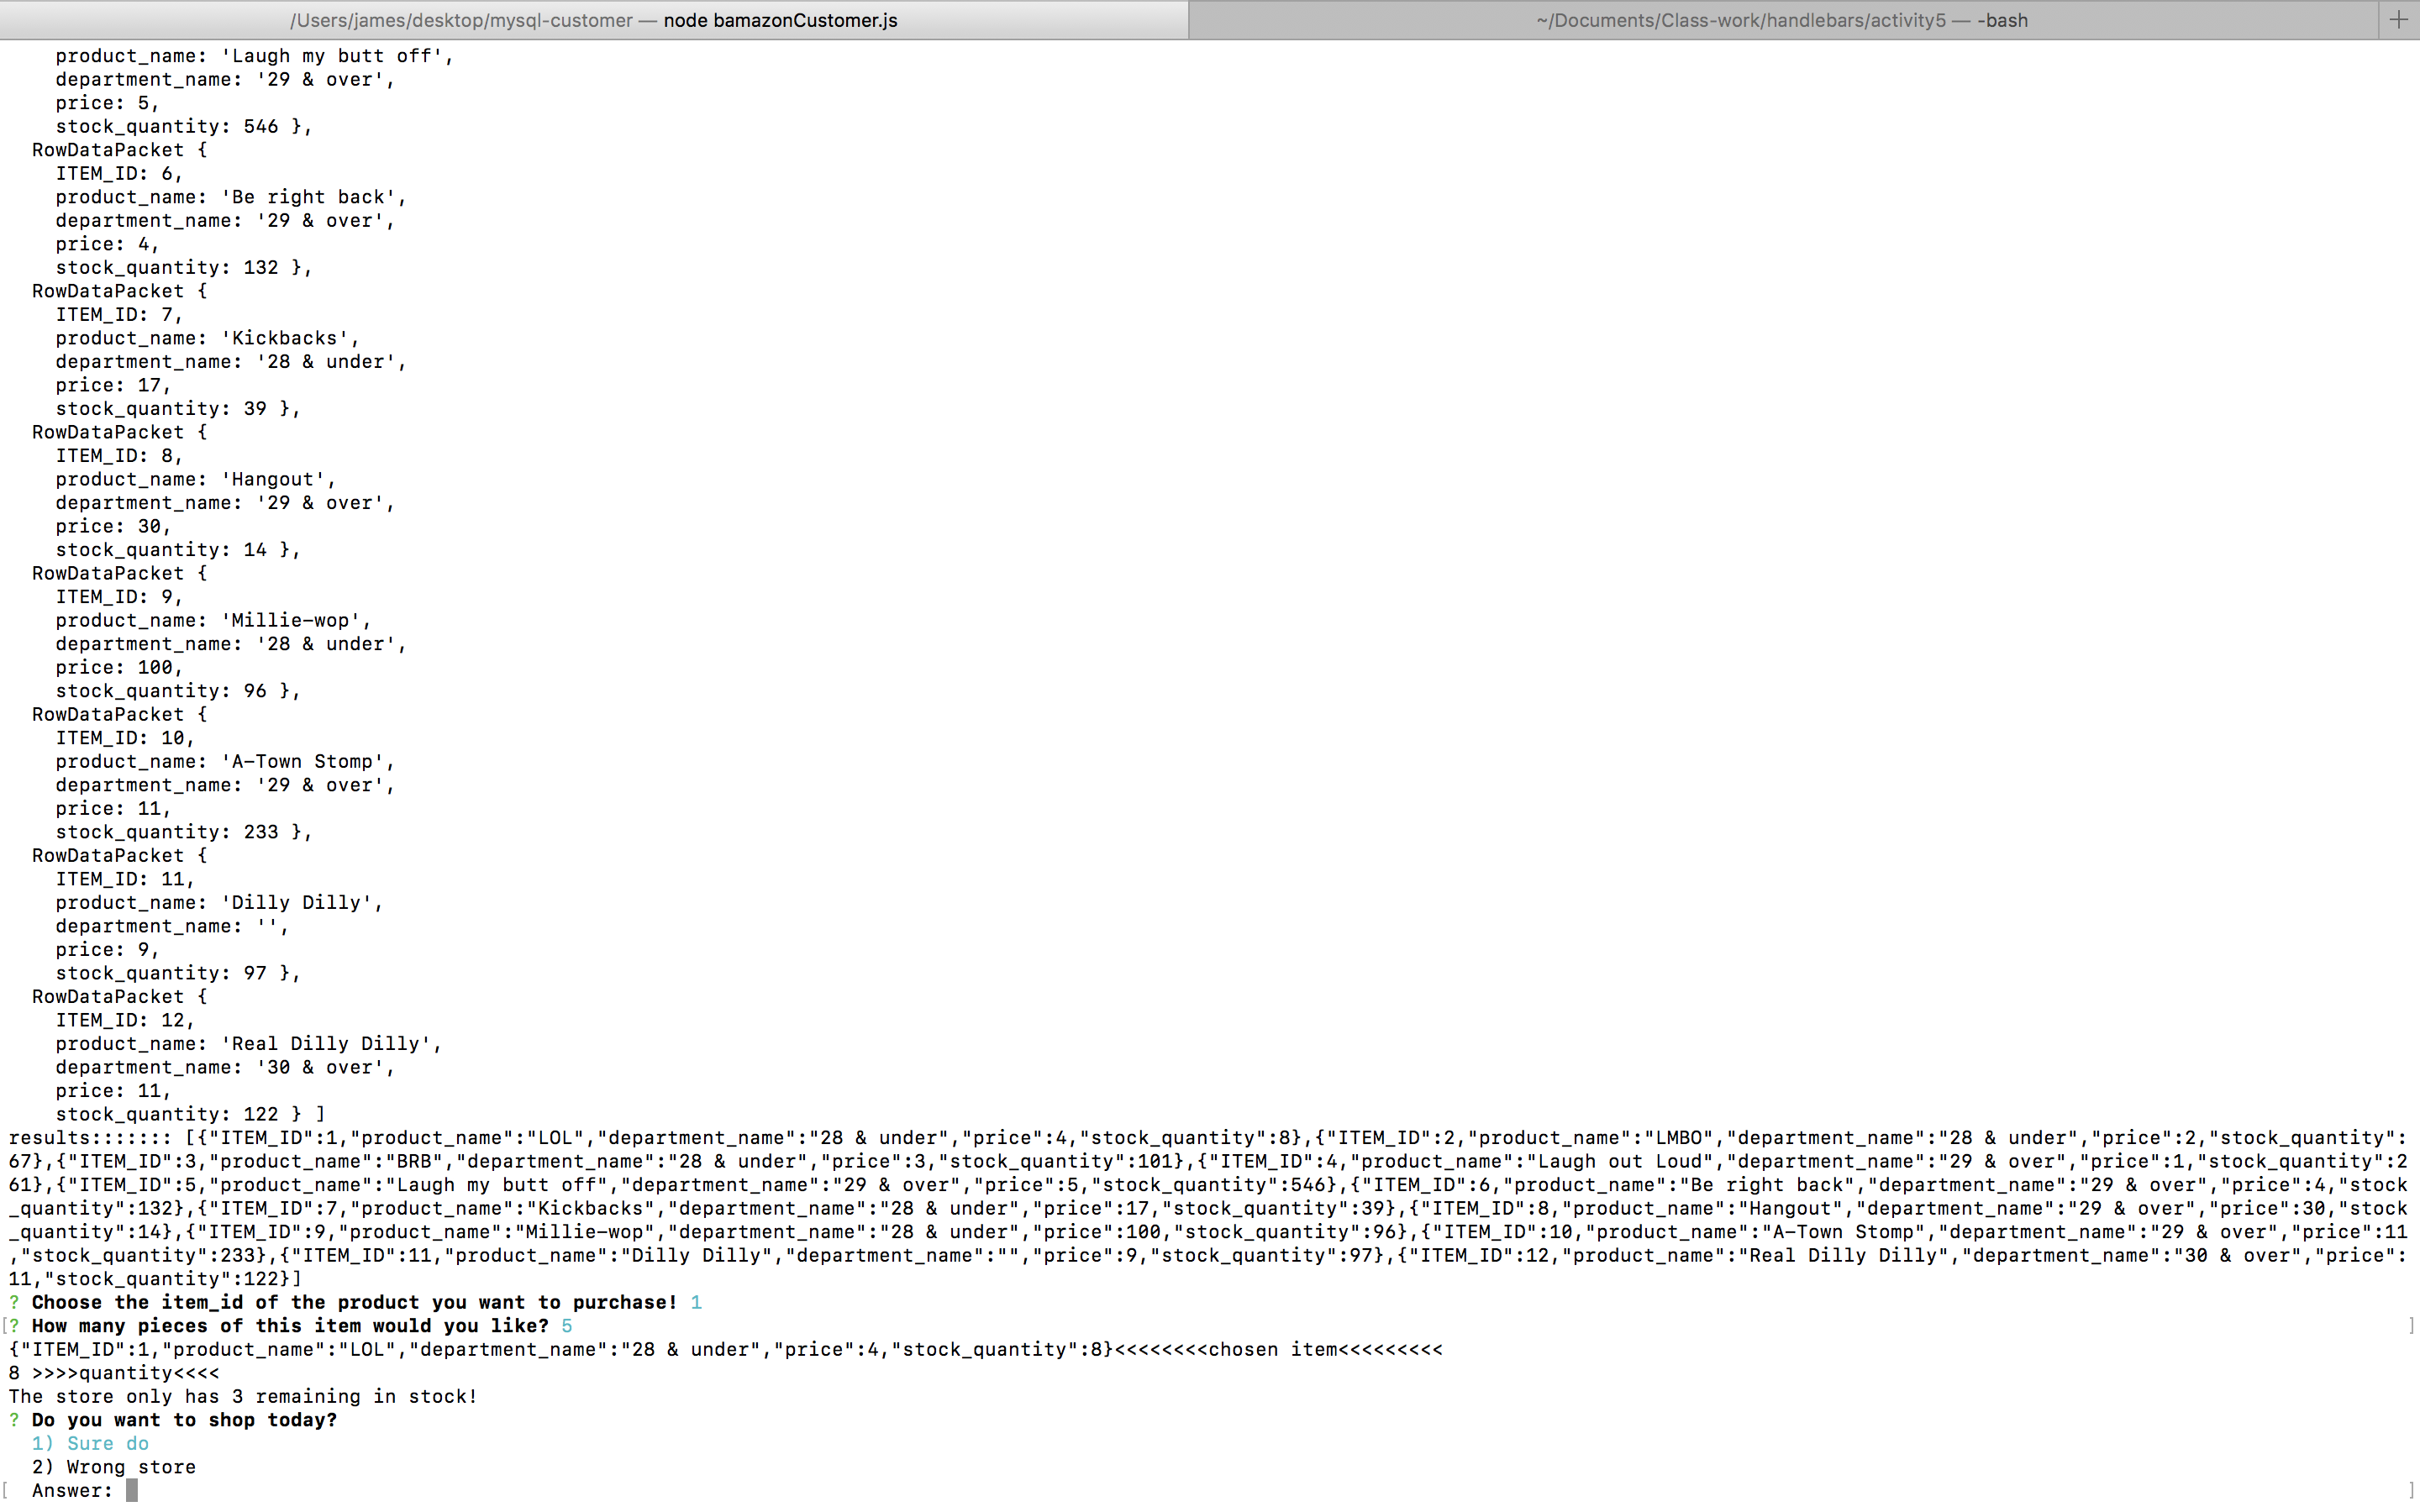 /Users/james/desktop/mysql-customer — node bamazonCustomer.js
~/Documents/Class-work/handlebars/activity5 — -bash
product_name: 'Laugh my butt off',
department_name: '29 & over',
price: 5,
stock_quantity: 546 },
RowDataPacket {
ITEM_ID: 6,
product_name: 'Be right back',
department_name: '29 & over',
price: 4,
stock_quantity: 132 },
RowDataPacket {
ITEM_ID: 7,
product_name: 'Kickbacks',
department_name: '28 & under',
price: 17,
stock_quantity: 39 },
RowDataPacket {
ITEM_ID: 8,
product_name: 'Hangout',
department_name: '29 & over',
price: 30,
stock_quantity: 14 },
RowDataPacket {
ITEM_ID: 9,
product_name: 'Millie-wop',
department_name: '28 & under',
price: 100,
stock_quantity: 96 },
RowDataPacket {
ITEM_ID: 10,
product_name: 'A-Town Stomp',
department_name: '29 & over',
price: 11,
stock_quantity: 233 },
RowDataPacket {
ITEM_ID: 11,
product_name: 'Dilly Dilly',
department_name: '',
price: 9,
stock_quantity: 97 },
RowDataPacket {
ITEM_ID: 12,
product_name: 'Real Dilly Dilly',
department_name: '30 & over',
price: 11,
stock_quantity: 122 } ]
results::::::: [{"ITEM_ID":1,"product_name":"LOL","department_name":"28 & under","price":4,"stock_quantity":8},{"ITEM_ID":2,"product_name":"LMBO","department_name":"28 & under","price":2,"stock_quantity":
67},{"ITEM_ID":3,"product_name":"BRB","department_name":"28 & under","price":3,"stock_quantity":101},{"ITEM_ID":4,"product_name":"Laugh out Loud","department_name":"29 & over","price":1,"stock_quantity":2
61},{"ITEM_ID":5,"product_name":"Laugh my butt off","department_name":"29 & over","price":5,"stock_quantity":546},{"ITEM_ID":6,"product_name":"Be right back","department_name":"29 & over","price":4,"stock
_quantity":132},{"ITEM_ID":7,"product_name":"Kickbacks","department_name":"28 & under","price":17,"stock_quantity":39},{"ITEM_ID":8,"product_name":"Hangout","department_name":"29 & over","price":30,"stock
_quantity":14},{"ITEM_ID":9,"product_name":"Millie-wop","department_name":"28 & under","price":100,"stock_quantity":96},{"ITEM_ID":10,"product_name":"A-Town Stomp","department_name":"29 & over","price":11
,"stock_quantity":233},{"ITEM_ID":11,"product_name":"Dilly Dilly","department_name":"","price":9,"stock_quantity":97},{"ITEM_ID":12,"product_name":"Real Dilly Dilly","department_name":"30 & over","price":
11,"stock_quantity":122}]
? Choose the item_id of the product you want to purchase! 1
[? How many pieces of this item would you like? 5 ]
{"ITEM_ID":1,"product_name":"LOL","department_name":"28 & under","price":4,"stock_quantity":8}<<<<<<<<chosen item<<<<<<<<<
8 >>>>quantity<<<<
The store only has 3 remaining in stock!
? Do you want to shop today?
1) Sure do
2) Wrong store
[ Answer: ]